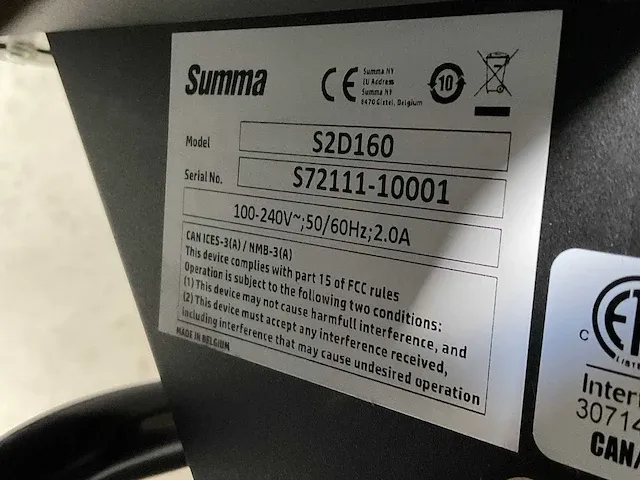 Summa
CE
Summa NV
EU Address
Summa NV
8470 Gistel, Belgium
10
Model
S2D160
Serial No.
S72111-10001
100-240V~;50/60Hz;2.0A
CAN ICES-3(A) / NMB-3(A)
This device complies with part 15 of FCC rules
Operation is subject to the following two conditions:
(1) This device may not cause harmfull interference, and
(2) This device must accept any interference received,
including interference that may cause undesired operation
MADE IN BELGIUM
C
Inter
30714
CAN/